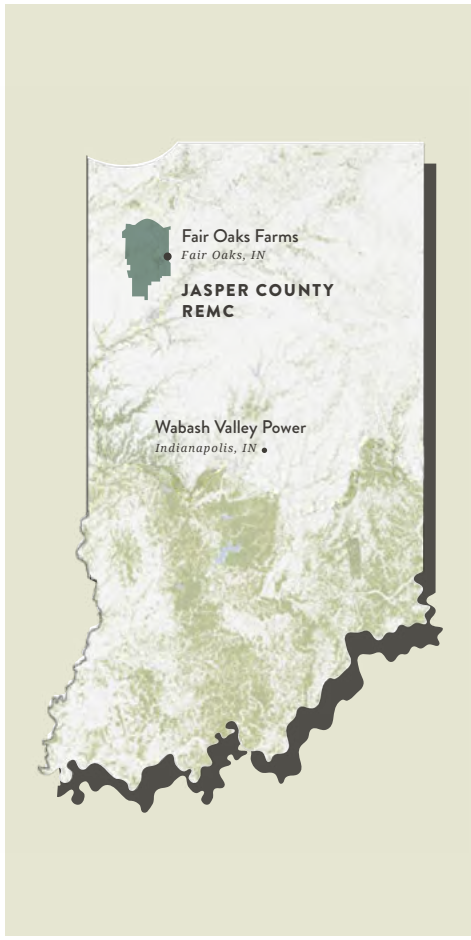 Fair Oaks Farms
Fair Oaks, IN
JASPER COUNTY
REMC
Wabash Valley Power
Indianapolis, IN